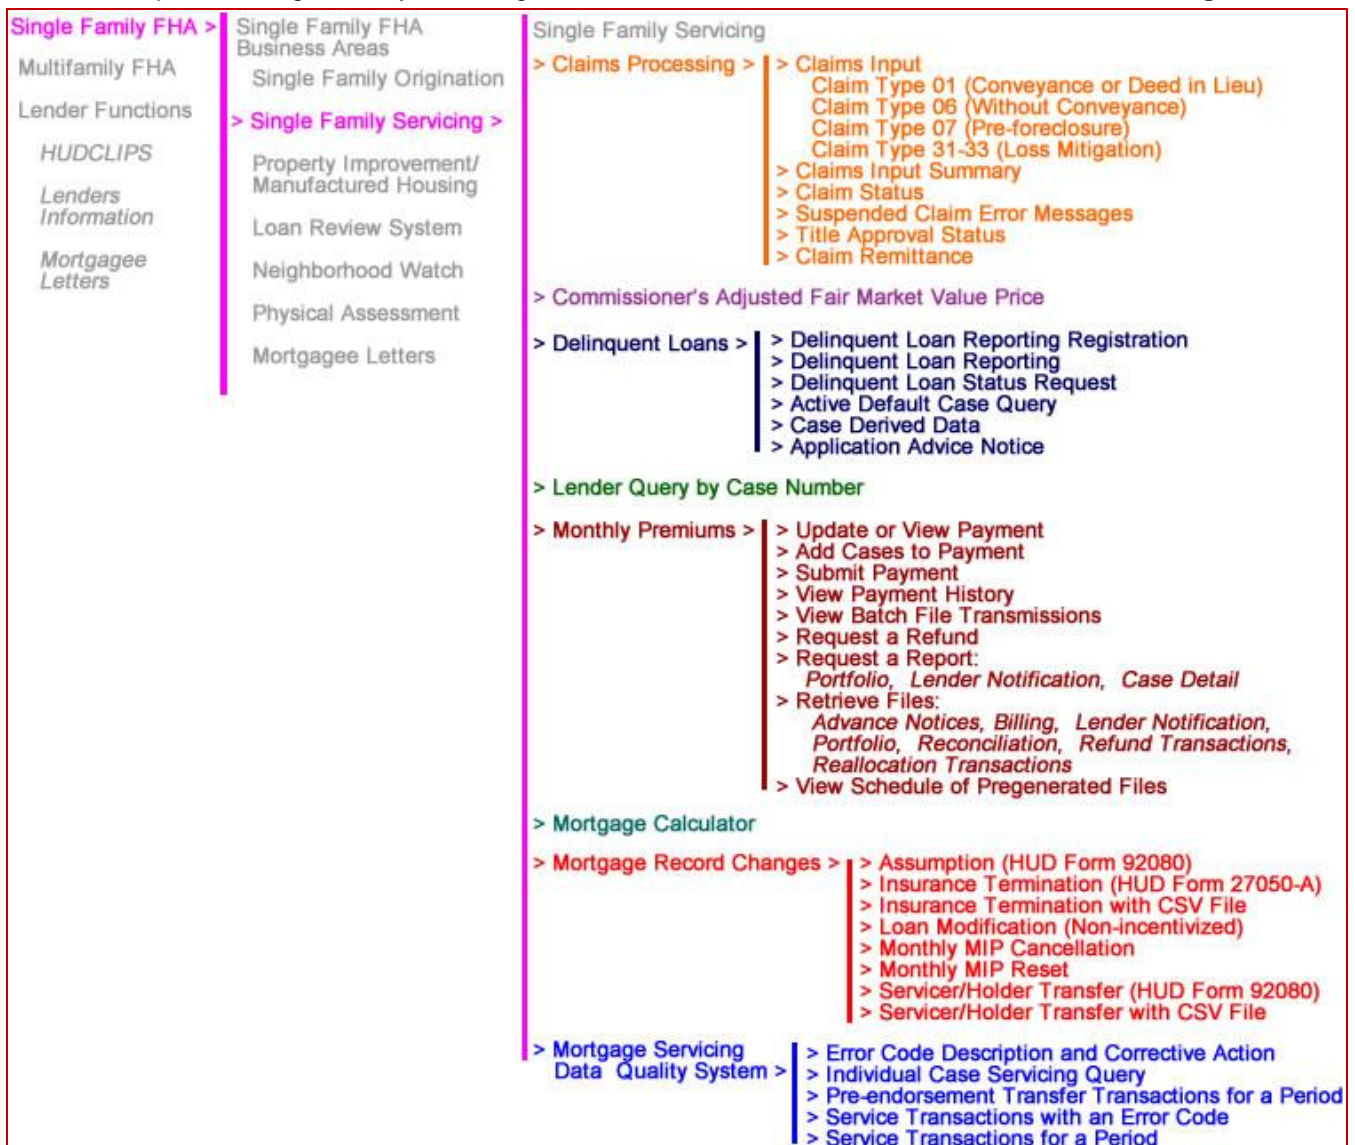 Single Family FHA >
Multifamily FHA
Lender Functions
HUDCLIPS
Lenders
Information
Mortgagee
Letters
Single Family FHA
Business Areas
Single Family Origination
> Single Family Servicing >
Property Improvement/
Manufactured Housing
Loan Review System
Neighborhood Watch
Physical Assessment
Mortgagee Letters
Single Family Servicing
> Claims Processing >
> Claims Input
Claim Type 01 (Conveyance or Deed in Lieu)
Claim Type 06 (Without Conveyance)
Claim Type 07 (Pre-foreclosure)
Claim Type 31-33 (Loss Mitigation)
> Claims Input Summary
> Claim Status
> Suspended Claim Error Messages
> Title Approval Status
> Claim Remittance
> Commissioner's Adjusted Fair Market Value Price
> Delinquent Loans >
> Delinquent Loan Reporting Registration
> Delinquent Loan Reporting
> Delinquent Loan Status Request
> Active Default Case Query
> Case Derived Data
> Application Advice Notice
> Lender Query by Case Number
> Monthly Premiums >
> Update or View Payment
> Add Cases to Payment
> Submit Payment
> View Payment History
> View Batch File Transmissions
> Request a Refund
> Request a Report:
Portfolio, Lender Notification, Case Detail
> Retrieve Files:
Advance Notices, Billing, Lender Notification,
Portfolio, Reconciliation, Refund Transactions,
Reallocation Transactions
> View Schedule of Pregenerated Files
> Mortgage Calculator
> Mortgage Record Changes >
> Assumption (HUD Form 92080)
> Insurance Termination (HUD Form 27050-A)
> Insurance Termination with CSV File
> Loan Modification (Non-incentivized)
> Monthly MIP Cancellation
> Monthly MIP Reset
> Servicer/Holder Transfer (HUD Form 92080)
> Servicer/Holder Transfer with CSV File
> Mortgage Servicing
Data Quality System >
> Error Code Description and Corrective Action
> Individual Case Servicing Query
> Pre-endorsement Transfer Transactions for a Period
> Service Transactions with an Error Code
> Service Transactions for a Period